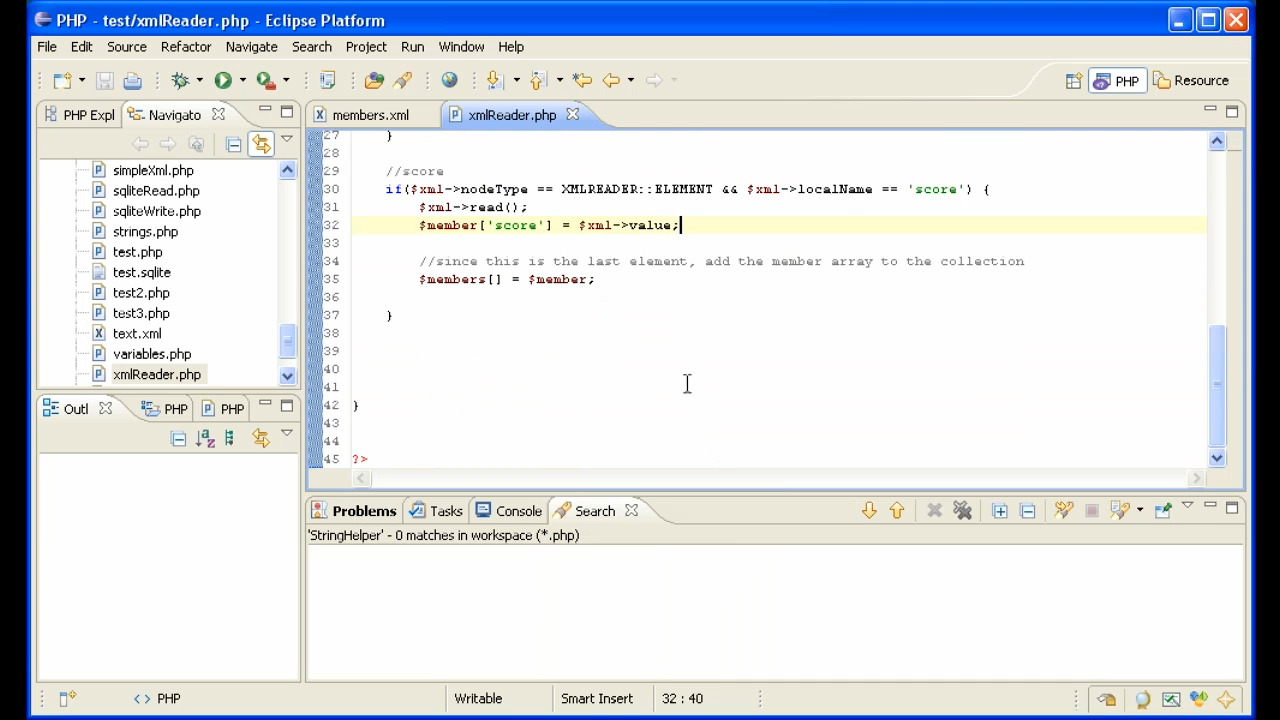 PHP - test/xmlReader.php - Eclipse Platform
File Edit Source Refactor Navigate Search Project Run Window Help
PHP Resource
PHP Expl Navigato
members.xml xmlReader.php
simpleXml.php
sqliteRead.php
sqliteWrite.php
strings.php
test.php
test.sqlite
test2.php
test3.php
text.xml
variables.php
xmlReader.php
Outl PHP PHP
27 }
28
29 //score
30 if($xml->nodeType == XMLREADER::ELEMENT && $xml->localName == 'score') {
31 $xml->read();
32 $member['score'] = $xml->value;
33
34 //since this is the last element, add the member array to the collection
35 $members[] = $member;
36
37 }
38
39
40
41
42 }
43
44
45 ?>
Problems Tasks Console Search
'StringHelper' - 0 matches in workspace (*.php)
<> PHP Writable Smart Insert 32 : 40